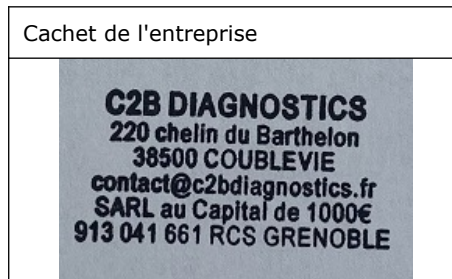 Cachet de l'entreprise
C2B DIAGNOSTICS
220 chelin du Barthelon
38500 COUBLEVIE
contact@c2bdiagnostics.fr
SARL au Capital de 1000€
913 041 661 RCS GRENOBLE